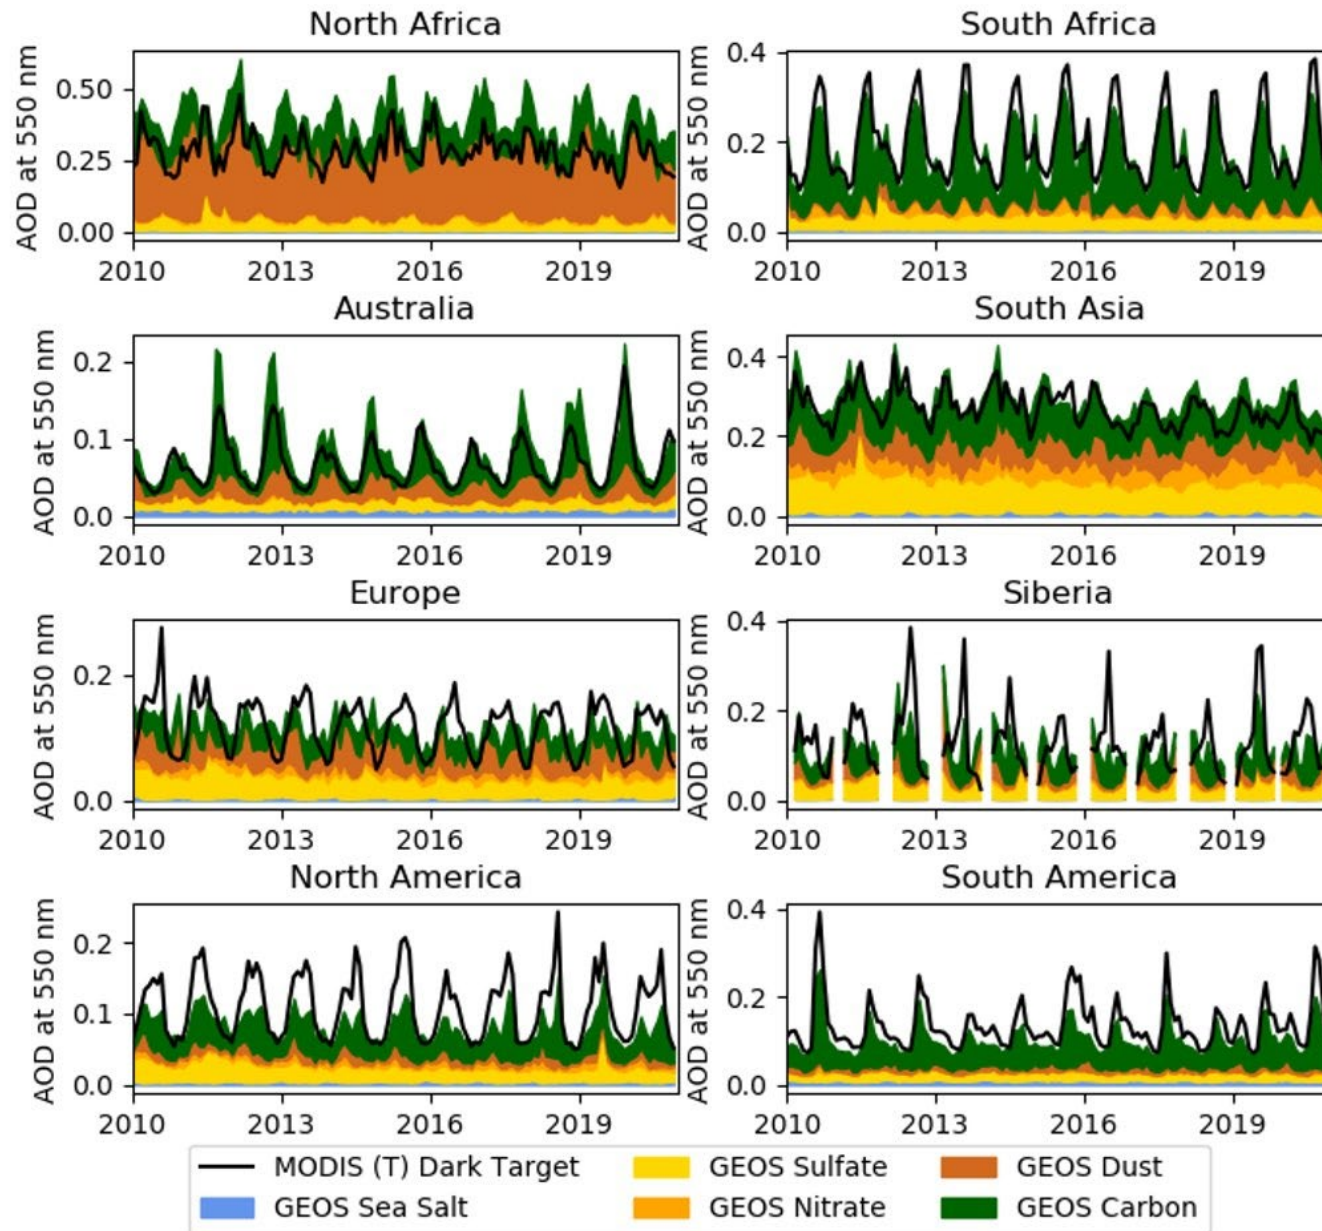 North Africa
AOD at 550 nm
0.50
0.25
0.00
2010 2013 2016 2019
South Africa
AOD at 550 nm
0.4
0.2
0.0
2010 2013 2016 2019
Australia
AOD at 550 nm
0.2
0.1
0.0
2010 2013 2016 2019
South Asia
AOD at 550 nm
0.4
0.2
0.0
2010 2013 2016 2019
Europe
AOD at 550 nm
0.2
0.0
2010 2013 2016 2019
Siberia
AOD at 550 nm
0.4
0.2
0.0
2010 2013 2016 2019
North America
AOD at 550 nm
0.2
0.1
0.0
2010 2013 2016 2019
South America
AOD at 550 nm
0.4
0.2
0.0
2010 2013 2016 2019
MODIS (T) Dark Target GEOS Sulfate GEOS Dust
GEOS Sea Salt GEOS Nitrate GEOS Carbon